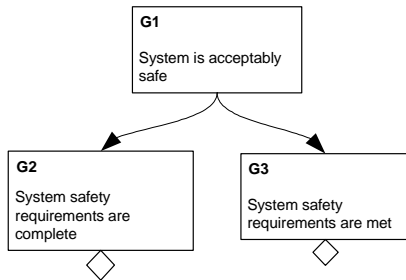 G1
System is acceptably
safe
G2
System safety
requirements are
complete
G3
System safety
requirements are met